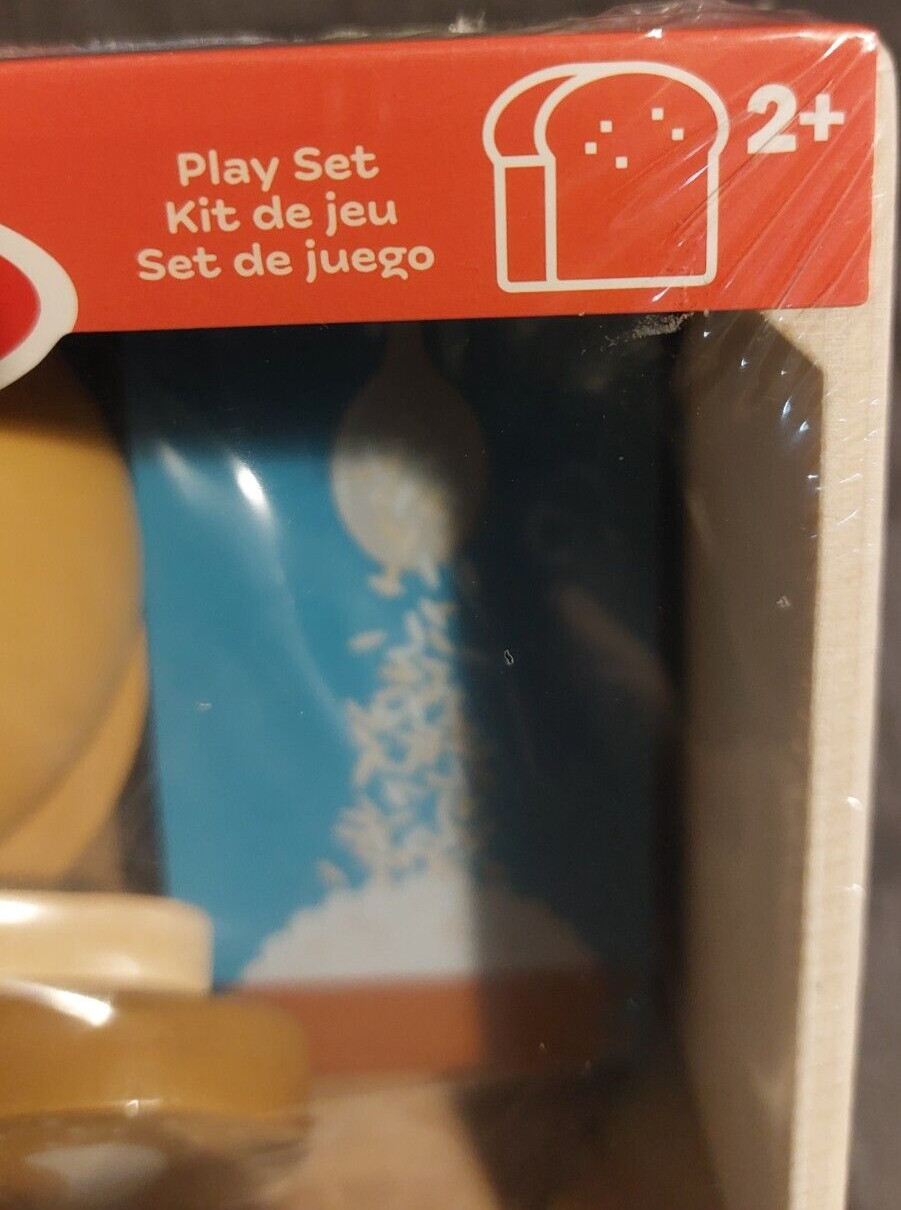 Play Set
Kit de jeu
Set de juego
2+